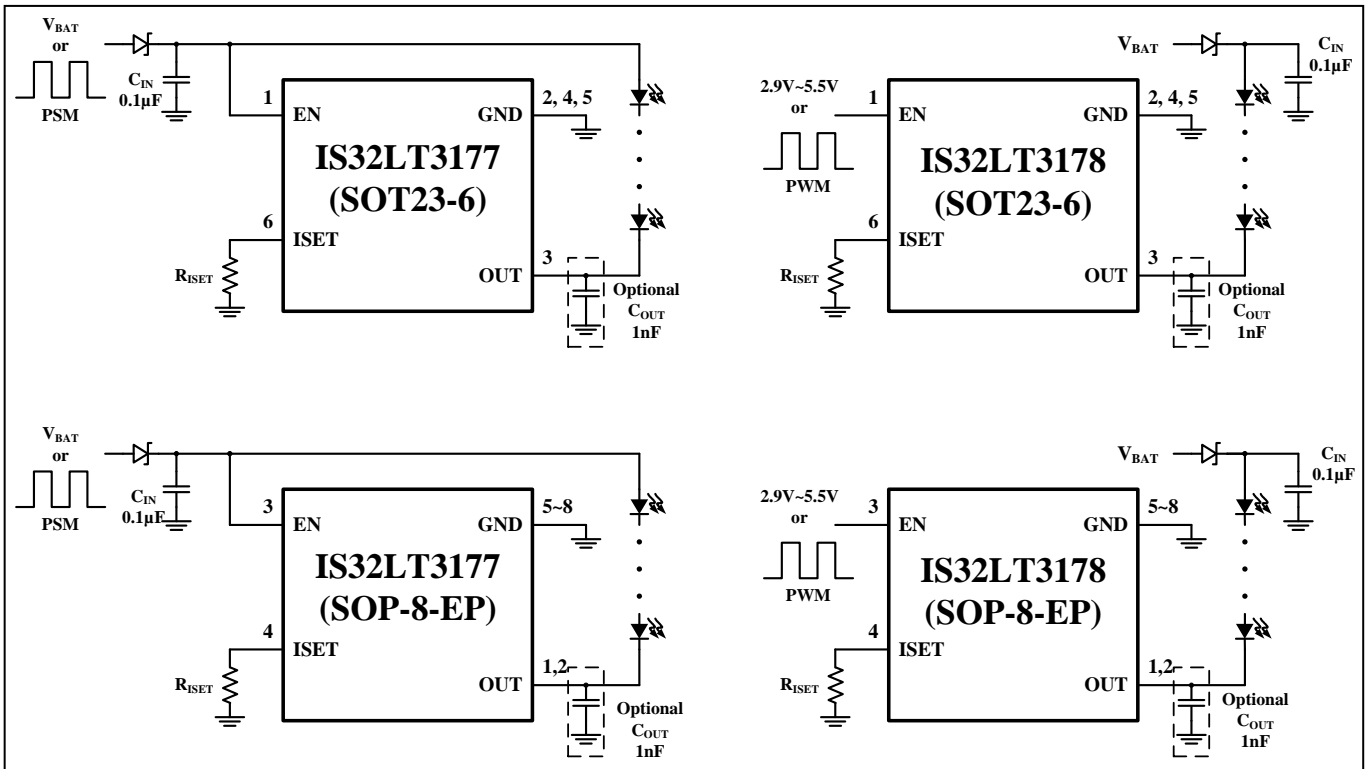 VBAT
or
PSM
CIN
0.1µF
1
EN
2, 4, 5
GND
IS32LT3177
(SOT23-6)
6
ISET
RISET
3
OUT
Optional
COUT
1nF
VBAT
CIN
0.1µF
2.9V~5.5V
or
PWM
1
EN
2, 4, 5
GND
IS32LT3178
(SOT23-6)
6
ISET
RISET
3
OUT
Optional
COUT
1nF
VBAT
or
PSM
CIN
0.1µF
3
EN
5~8
GND
IS32LT3177
(SOP-8-EP)
4
ISET
RISET
1,2
OUT
Optional
COUT
1nF
VBAT
CIN
0.1µF
2.9V~5.5V
or
PWM
3
EN
5~8
GND
IS32LT3178
(SOP-8-EP)
4
ISET
RISET
1,2
OUT
Optional
COUT
1nF